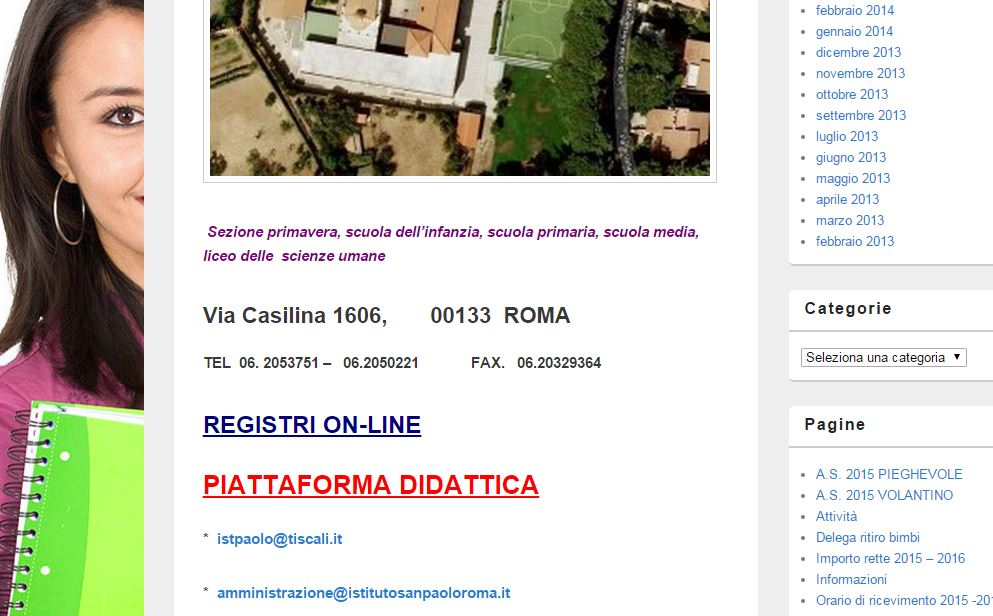 Sezione primavera, scuola dell'infanzia, scuola primaria, scuola media,
liceo delle scienze umane
Via Casilina 1606, 00133 ROMA
TEL 06. 2053751 – 06.2050221 FAX. 06.20329364
REGISTRI ON-LINE
PIATTAFORMA DIDATTICA
* istpaolo@tiscali.it
* amministrazione@istitutosanpaoloroma.it
febbraio 2014
gennaio 2014
dicembre 2013
novembre 2013
ottobre 2013
settembre 2013
luglio 2013
giugno 2013
maggio 2013
aprile 2013
marzo 2013
febbraio 2013
Categorie
Seleziona una categoria
Pagine
A.S. 2015 PIEGHEVOLE
A.S. 2015 VOLANTINO
Attività
Delega ritiro bimbi
Importo rette 2015 – 2016
Informazioni
Orario di ricevimento 2015 -201